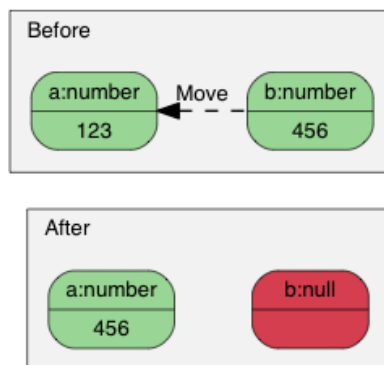 Before
a:number
Move
b:number
123
456
After
a:number
b:null
456